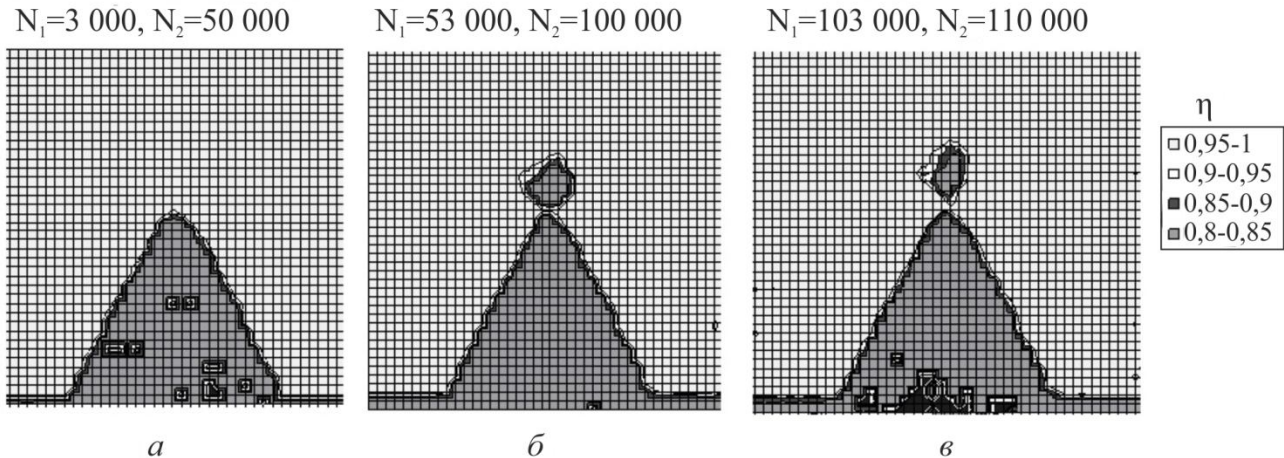 N₁=3 000, N₂=50 000
N₁=53 000, N₂=100 000
N₁=103 000, N₂=110 000
η
0,95-1
0,9-0,95
0,85-0,9
0,8-0,85
а
б
в